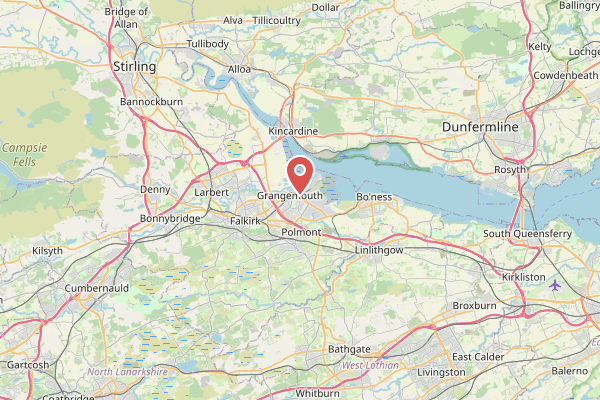 Bridge of
Allan
Alva
Dollar
Tillicoultry
Ballingry
Tullibody
Kelty
Lochge
Stirling
Alloa
Cowdenbeath
Bannockburn
Kincardine
Dunfermline
Campsie
Fells
Rosyth
Denny
Larbert
Grangemouth
Bo'ness
Bonnybridge
Falkirk
Polmont
South Queensferry
Kilsyth
Linlithgow
Kirkliston
Cumbernauld
Broxburn
Bathgate
East Calder
Gartcosh
North Lanarkshire
West Lothian
Livingston
Balerno
Coatbridge
Whitburn